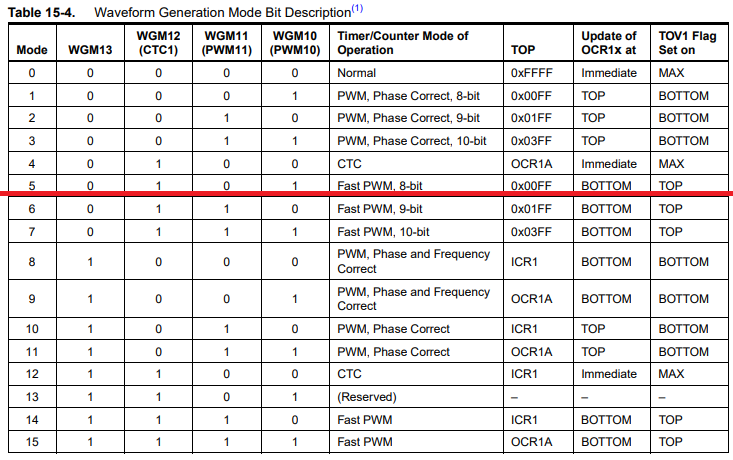 Table 15-4. Waveform Generation Mode Bit Description(1)
Mode WGM13 WGM12 (CTC1) WGM11 (PWM11) WGM10 (PWM10) Timer/Counter Mode of Operation TOP Update of OCR1x at TOV1 Flag Set on
0 0 0 0 0 Normal 0xFFFF Immediate MAX
1 0 0 0 1 PWM, Phase Correct, 8-bit 0x00FF TOP BOTTOM
2 0 0 1 0 PWM, Phase Correct, 9-bit 0x01FF TOP BOTTOM
3 0 0 1 1 PWM, Phase Correct, 10-bit 0x03FF TOP BOTTOM
4 0 1 0 0 CTC OCR1A Immediate MAX
5 0 1 0 1 Fast PWM, 8-bit 0x00FF BOTTOM TOP
6 0 1 1 0 Fast PWM, 9-bit 0x01FF BOTTOM TOP
7 0 1 1 1 Fast PWM, 10-bit 0x03FF BOTTOM TOP
8 1 0 0 0 PWM, Phase and Frequency Correct ICR1 BOTTOM BOTTOM
9 1 0 0 1 PWM, Phase and Frequency Correct OCR1A BOTTOM BOTTOM
10 1 0 1 0 PWM, Phase Correct ICR1 TOP BOTTOM
11 1 0 1 1 PWM, Phase Correct OCR1A TOP BOTTOM
12 1 1 0 0 CTC ICR1 Immediate MAX
13 1 1 0 1 (Reserved) – – –
14 1 1 1 0 Fast PWM ICR1 BOTTOM TOP
15 1 1 1 1 Fast PWM OCR1A BOTTOM TOP